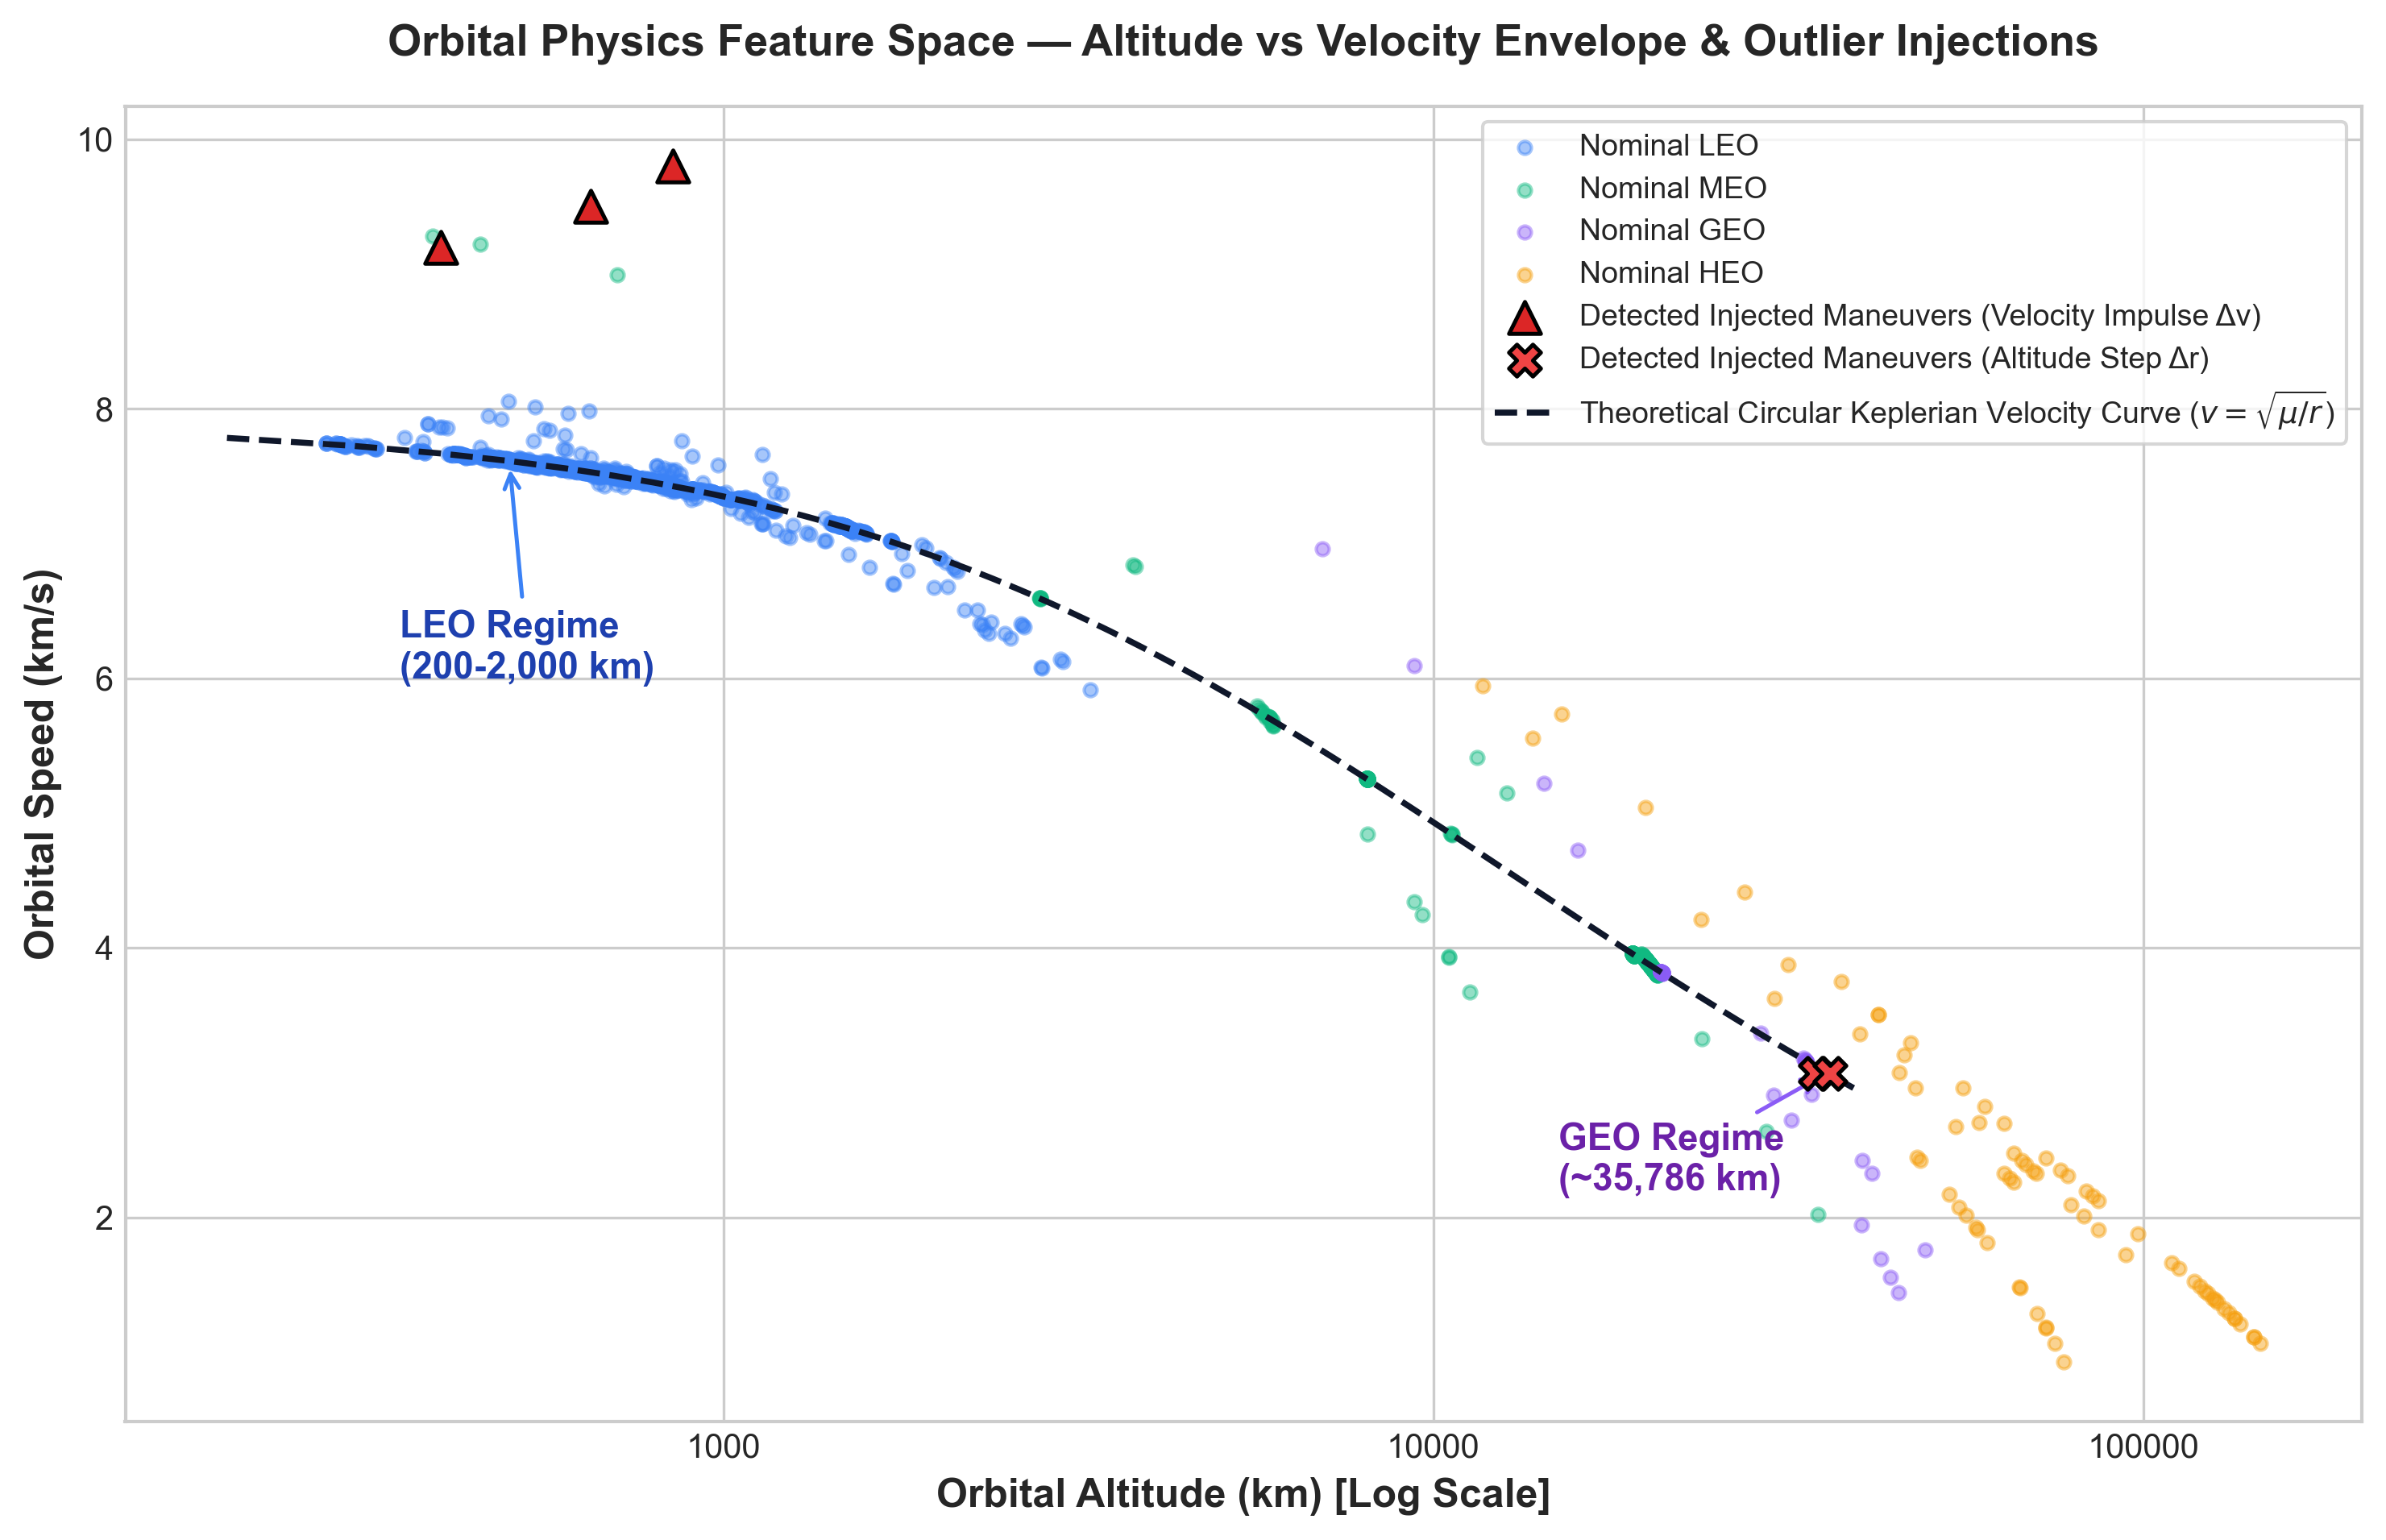 Orbital Physics Feature Space — Altitude vs Velocity Envelope & Outlier Injections
10
8
6
4
2
Orbital Speed (km/s)
Nominal LEO
Nominal MEO
Nominal GEO
Nominal HEO
Detected Injected Maneuvers (Velocity Impulse Δv)
Detected Injected Maneuvers (Altitude Step Δr)
Theoretical Circular Keplerian Velocity Curve (v = √μ/r)
LEO Regime
(200-2,000 km)
GEO Regime
(~35,786 km)
1000
10000
100000
Orbital Altitude (km) [Log Scale]